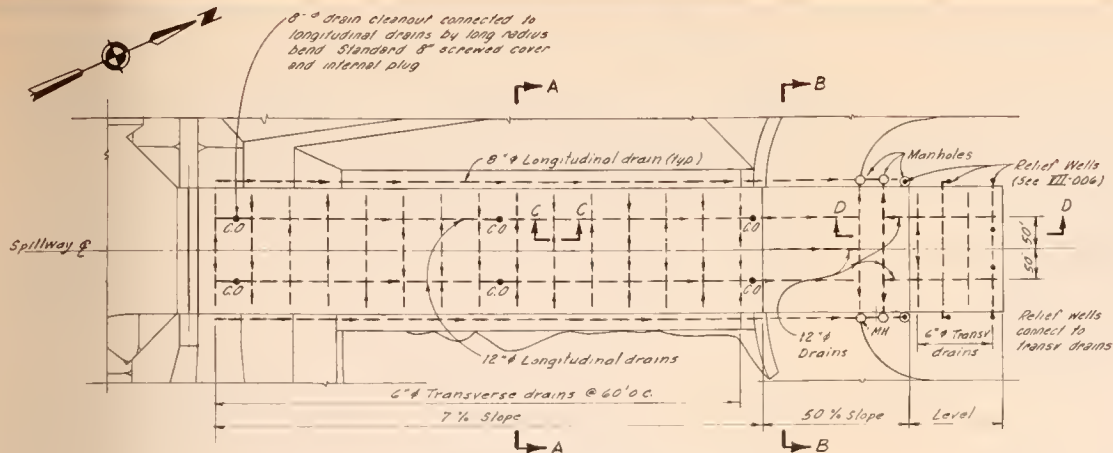 N
8"ϕ drain cleanout connected to
longitudinal drains by long radius
bend Standard 8" screwed cover
and internal plug
A
B
8"ϕ Longitudinal drain (typ.)
Manholes
Relief Wells
(See VII-006)
C.O
C
C
C.O
D
D
Spillway ℄
50'
50'
C.O
C.O
C.O
C.O
MH
Relief wells
connect to
transv drains
12"ϕ
Drains
6"ϕ Transv
drains
12"ϕ Longitudinal drains
6"ϕ Transverse drains @ 60' o.c.
7% Slope
50% Slope
Level
A
B